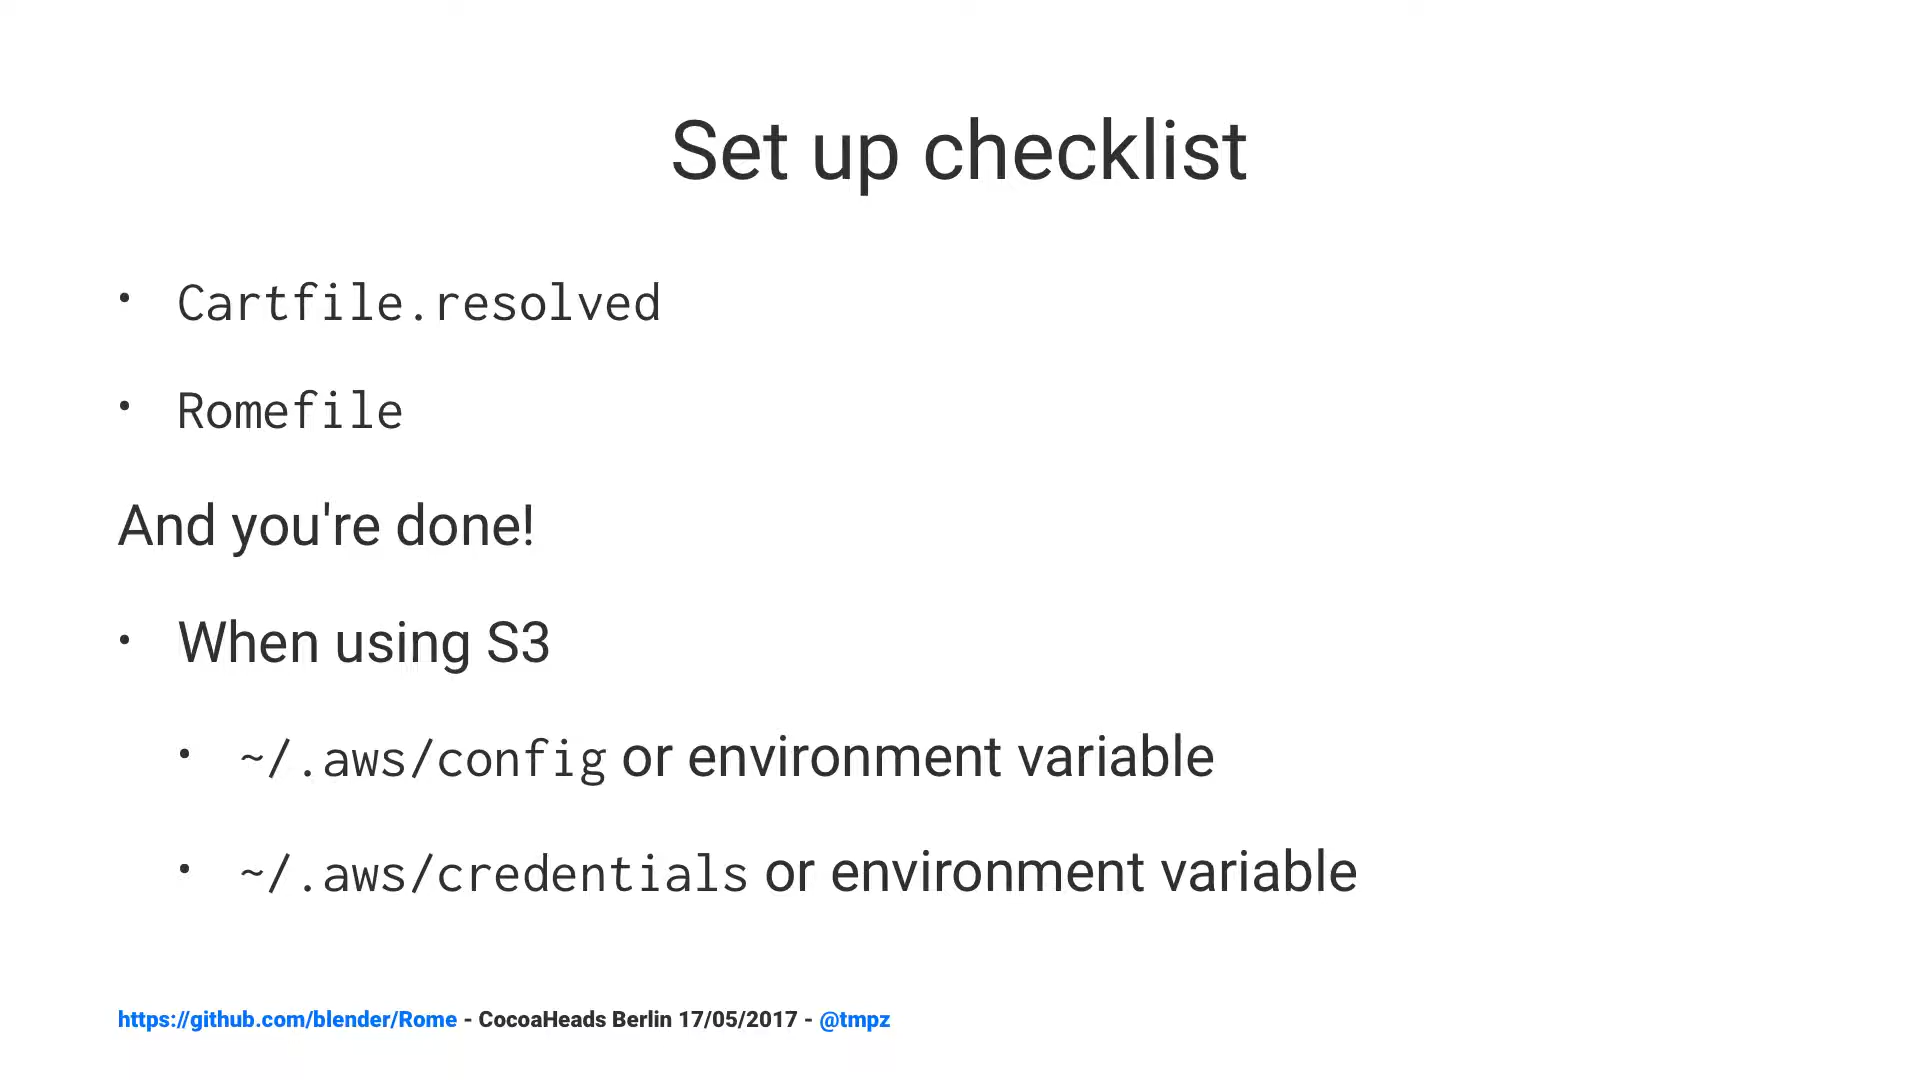 Set up checklist
• Cartfile.resolved
• Romefile
And you're done!
• When using S3
• ~/.aws/config or environment variable
• ~/.aws/credentials or environment variable
https://github.com/blender/Rome - CocoaHeads Berlin 17/05/2017 - @tmpz